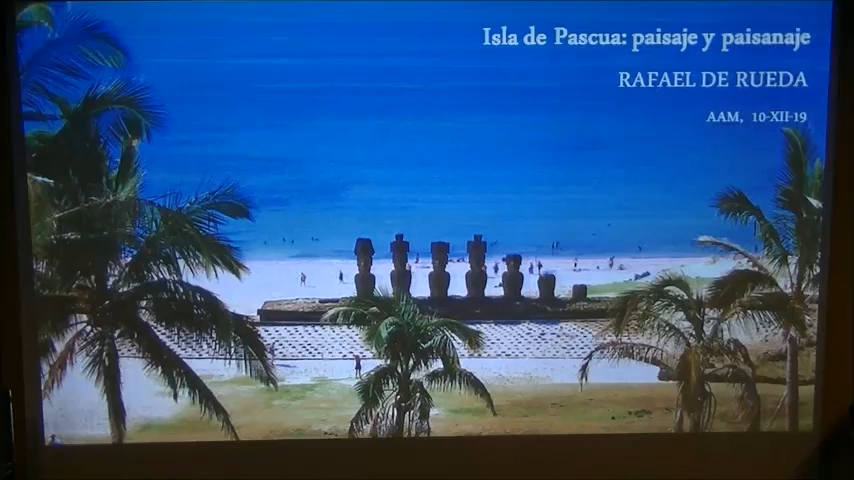 Isla de Pascua: paisaje y paisanaje
RAFAEL DE RUEDA
AAM, 10-XII-19